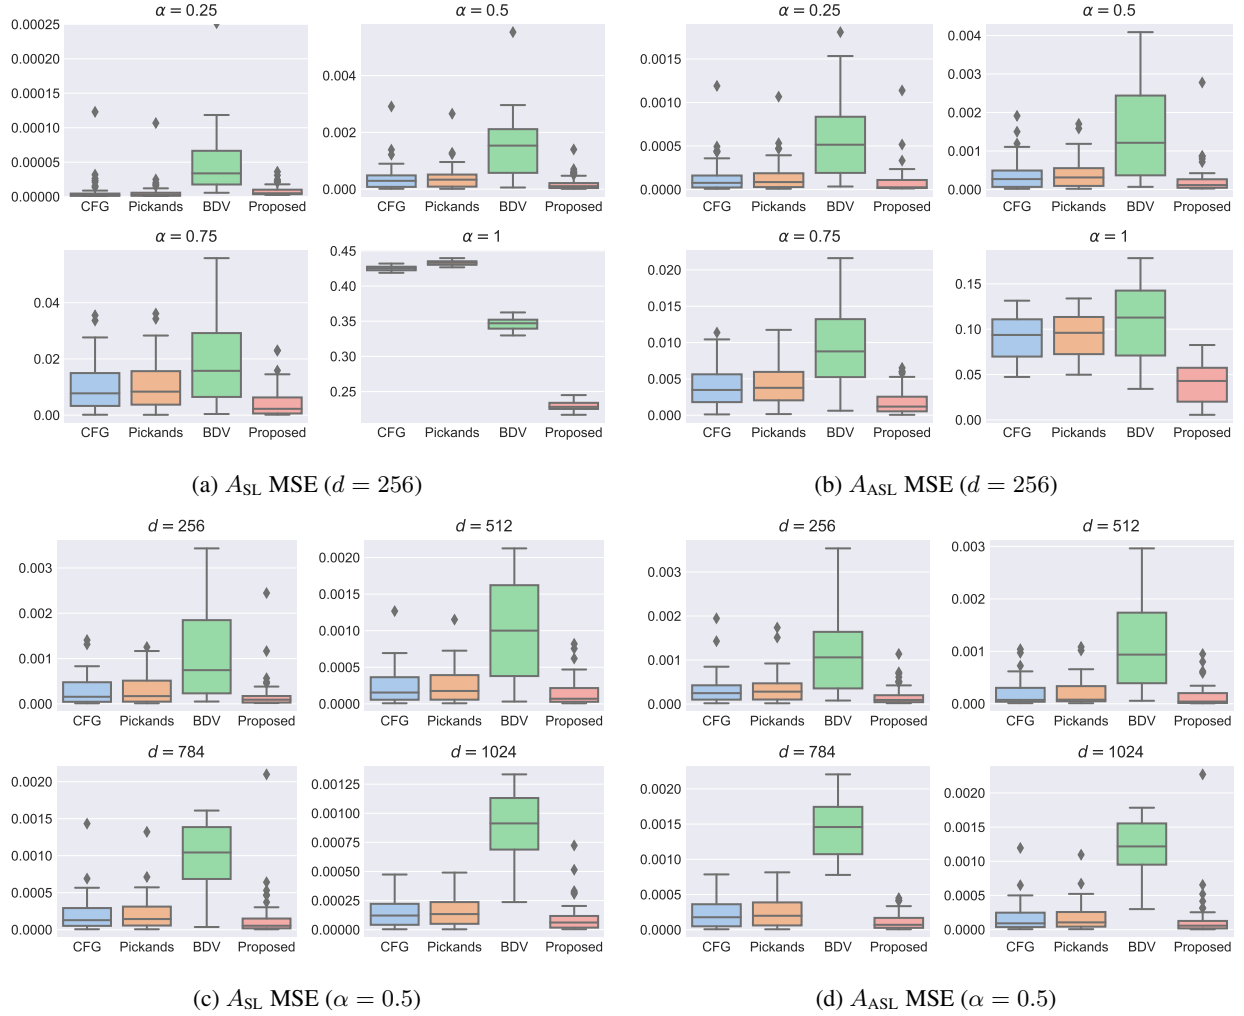 α = 0.25
0.00025
0.00020
0.00015
0.00010
0.00005
0.00000
CFG Pickands BDV Proposed
α = 0.5
0.004
0.002
0.000
CFG Pickands BDV Proposed
α = 0.75
0.04
0.02
0.00
CFG Pickands BDV Proposed
α = 1
0.45
0.40
0.35
0.30
0.25
CFG Pickands BDV Proposed
(a) A_SL MSE (d = 256)
α = 0.25
0.0015
0.0010
0.0005
0.0000
CFG Pickands BDV Proposed
α = 0.5
0.004
0.003
0.002
0.001
0.000
CFG Pickands BDV Proposed
α = 0.75
0.020
0.015
0.010
0.005
0.000
CFG Pickands BDV Proposed
α = 1
0.15
0.10
0.05
0.00
CFG Pickands BDV Proposed
(b) A_ASL MSE (d = 256)
d = 256
0.003
0.002
0.001
0.000
CFG Pickands BDV Proposed
d = 512
0.0020
0.0015
0.0010
0.0005
0.0000
CFG Pickands BDV Proposed
d = 784
0.0020
0.0015
0.0010
0.0005
0.0000
CFG Pickands BDV Proposed
d = 1024
0.00125
0.00100
0.00075
0.00050
0.00025
0.00000
CFG Pickands BDV Proposed
(c) A_SL MSE (α = 0.5)
d = 256
0.003
0.002
0.001
0.000
CFG Pickands BDV Proposed
d = 512
0.003
0.002
0.001
0.000
CFG Pickands BDV Proposed
d = 784
0.0020
0.0015
0.0010
0.0005
0.0000
CFG Pickands BDV Proposed
d = 1024
0.0020
0.0015
0.0010
0.0005
0.0000
CFG Pickands BDV Proposed
(d) A_ASL MSE (α = 0.5)